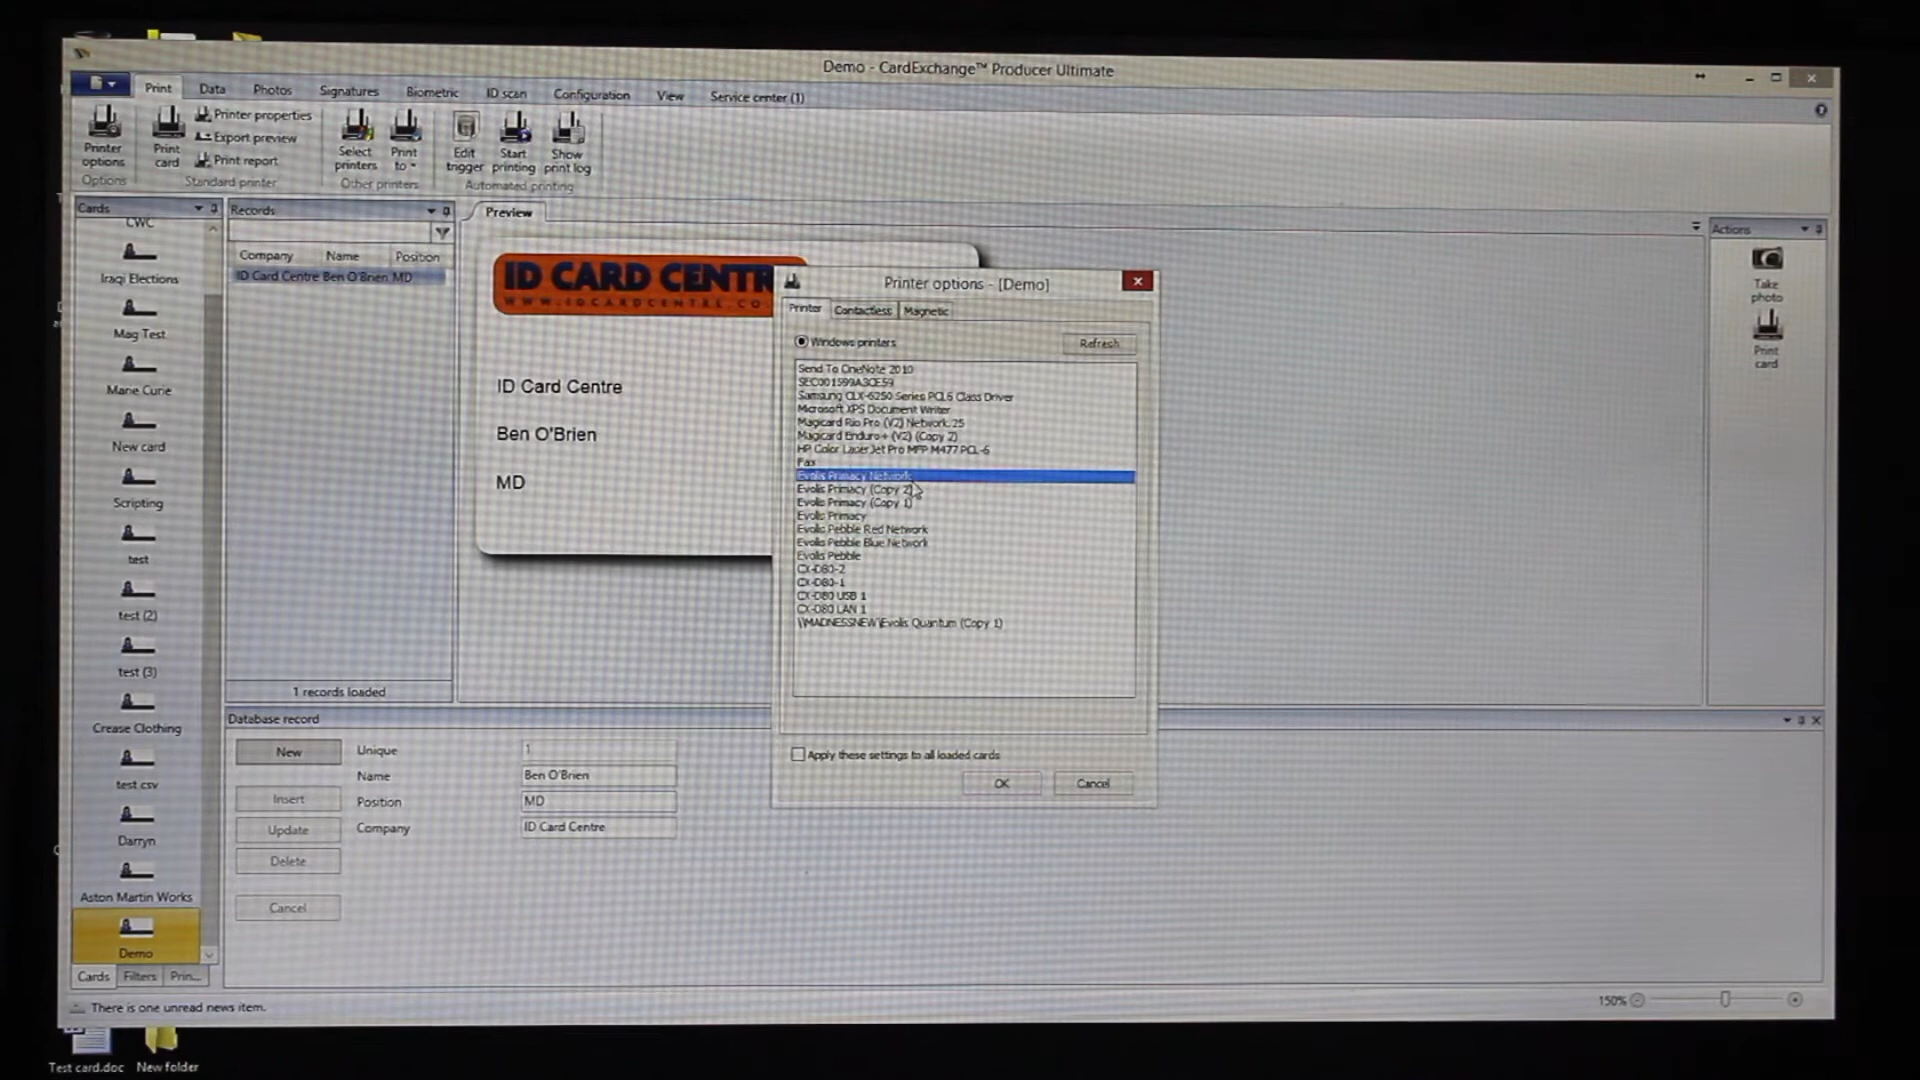 Demo - CardExchange™ Producer Ultimate
Print Data Photos Signatures Biometric ID scan Configuration View Service center (1)
Printer options
Print card
Printer properties
Export preview
Print report
Select printers
Print to
Edit trigger
Start printing
Show print log
Options
Standard printer
Other printers
Automated printing
Cards
CWC
Iraqi Elections
Mag Test
Marie Curie
New card
Scripting
test
test (2)
test (3)
Crease Clothing
test csv
Darryn
Aston Martin Works
Demo
Cards Filters Prin...
Records
Company Name Position
ID Card Centre Ben O'Brien MD
1 records loaded
Preview
ID CARD CENTR
WWW.IDCARDCENTRE.CO
ID Card Centre
Ben O'Brien
MD
Printer options - [Demo]
Printer Contactless Magnetic
Windows printers
Refresh
Send To OneNote 2010
SEC001599A3CE59
Samsung CLX-6250 Series PCL6 Class Driver
Microsoft XPS Document Writer
Magicard Rio Pro (V2) Network 25
Magicard Enduro+ (V2) (Copy 2)
HP Color LaserJet Pro MFP M477 PCL-6
Fax
Evolis Primacy Network
Evolis Primacy (Copy 2)
Evolis Primacy (Copy 1)
Evolis Primacy
Evolis Pebble Red Network
Evolis Pebble Blue Network
Evolis Pebble
CX-D80-2
CX-D80-1
CX-D80 USB 1
CX-D80 LAN 1
\\MADNESSNEW\Evolis Quantum (Copy 1)
Apply these settings to all loaded cards
OK Cancel
Actions
Take photo
Print card
Database record
New
Insert
Update
Delete
Cancel
Unique 1
Name Ben O'Brien
Position MD
Company ID Card Centre
There is one unread news item.
150%
Test card.doc New folder